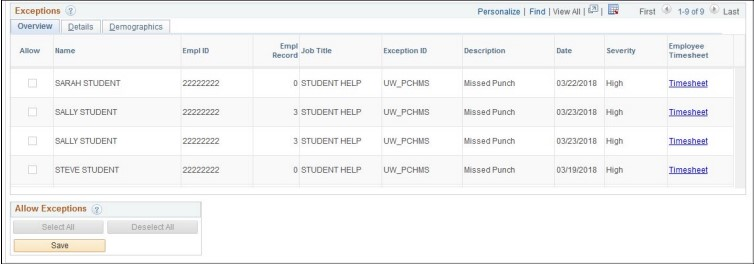 Exceptions Personalize | Find | View All | | First 1-9 of 9 Last
Overview Details Demographics
Allow Name Empl ID Empl Record Job Title Exception ID Description Date Severity Employee Timesheet
SARAH STUDENT 22222222 0 STUDENT HELP UW_PCHMS Missed Punch 03/22/2018 High Timesheet
SALLY STUDENT 22222222 3 STUDENT HELP UW_PCHMS Missed Punch 03/23/2018 High Timesheet
SALLY STUDENT 22222222 3 STUDENT HELP UW_PCHMS Missed Punch 03/23/2018 High Timesheet
STEVE STUDENT 22222222 0 STUDENT HELP UW_PCHMS Missed Punch 03/19/2018 High Timesheet
Allow Exceptions
Select All Deselect All
Save